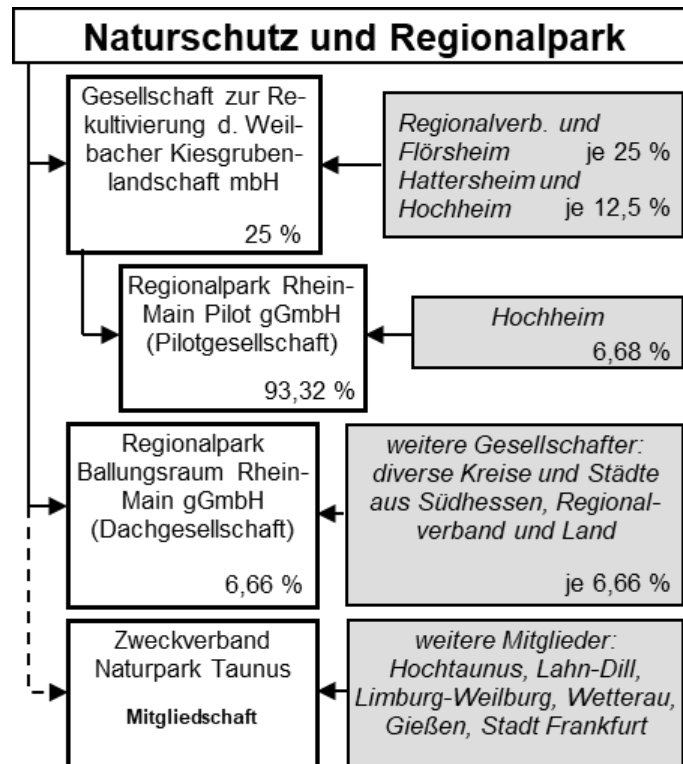 Naturschutz und Regionalpark
Gesellschaft zur Re-
kultivierung d. Weil-
bacher Kiesgruben-
landschaft mbH
25 %
Regionalverb. und
Flörsheim je 25 %
Hattersheim und
Hochheim je 12,5 %
Regionalpark Rhein-
Main Pilot gGmbH
(Pilotgesellschaft)
93,32 %
Hochheim
6,68 %
Regionalpark
Ballungsraum Rhein-
Main gGmbH
(Dachgesellschaft)
6,66 %
weitere Gesellschafter:
diverse Kreise und Städte
aus Südhessen, Regional-
verband und Land
je 6,66 %
Zweckverband
Naturpark Taunus
Mitgliedschaft
weitere Mitglieder:
Hochtaunus, Lahn-Dill,
Limburg-Weilburg, Wetterau,
Gießen, Stadt Frankfurt